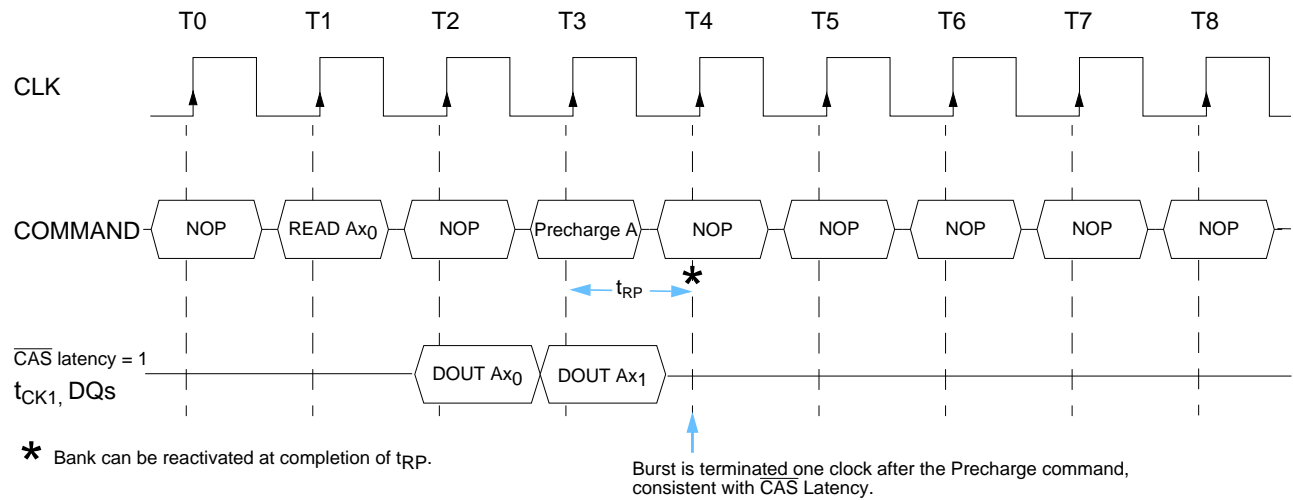 T0 T1 T2 T3 T4 T5 T6 T7 T8
CLK
COMMAND NOP READ Ax0 NOP Precharge A NOP NOP NOP NOP NOP
*
tRP
CAS latency = 1
tCK1, DQs DOUT Ax0 DOUT Ax1
* Bank can be reactivated at completion of tRP.
Burst is terminated one clock after the Precharge command,
consistent with CAS Latency.